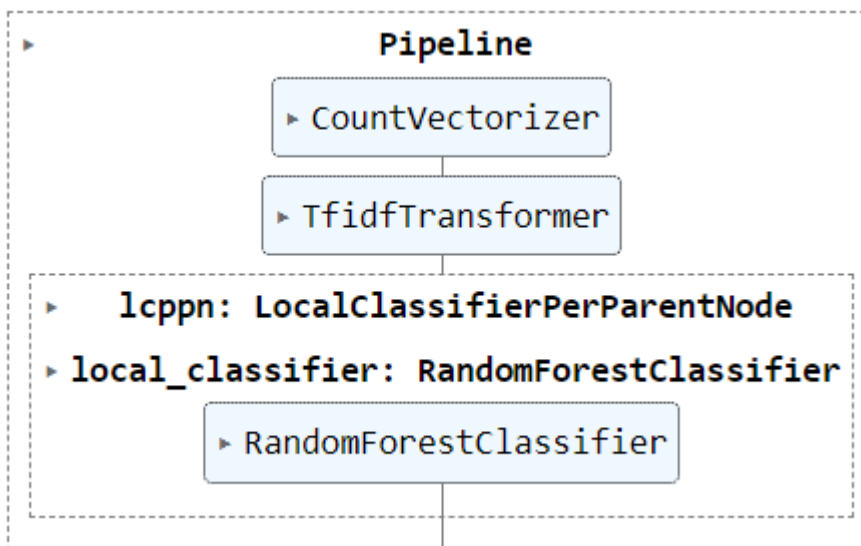 Pipeline
CountVectorizer
TfidfTransformer
lcppn: LocalClassifierPerParentNode
local_classifier: RandomForestClassifier
RandomForestClassifier